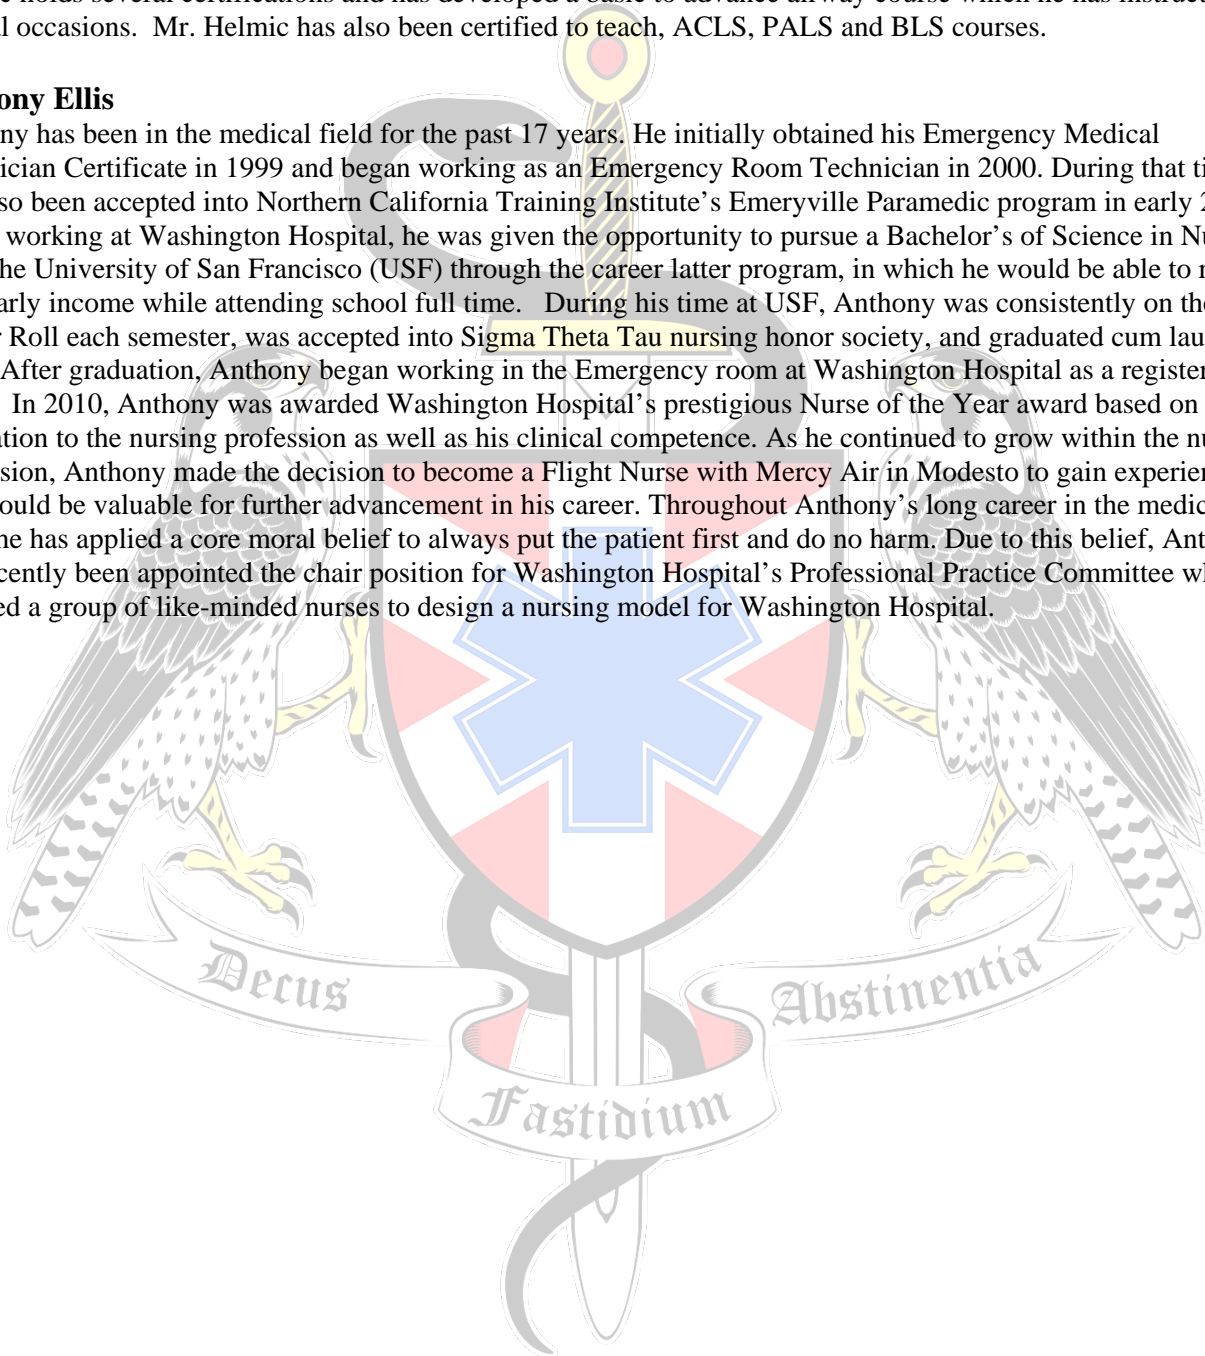 holds several certifications and has developed a basic to advance airway course which he has
occasions. Mr. Helmic has also been certified to teach, ACLS, PALS and BLS courses.
ony Ellis
ny has been in the medical field for the past 17 years. He initially obtained his Emergency Medical
ician Certificate in 1999 and began working as an Emergency Room Technician in 2000. During that ti
so been accepted into Northern California Training Institute’s Emeryville Paramedic program in early 2
working at Washington Hospital, he was given the opportunity to pursue a Bachelor’s of Science in Nu
he University of San Francisco (USF) through the career latter program, in which he would be able to
arly income while attending school full time. During his time at USF, Anthony was consistently on the
r Roll each semester, was accepted into Sigma Theta Tau nursing honor society, and graduated cum lau
After graduation, Anthony began working in the Emergency room at Washington Hospital as a register
In 2010, Anthony was awarded Washington Hospital’s prestigious Nurse of the Year award based on
ation to the nursing profession as well as his clinical competence. As he continued to grow within the nu
sion, Anthony made the decision to become a Flight Nurse with Mercy Air in Modesto to gain experien
ould be valuable for further advancement in his career. Throughout Anthony’s long career in the medic
he has applied a core moral belief to always put the patient first and do no harm. Due to this belief, Ant
cently been appointed the chair position for Washington Hospital’s Professional Practice Committee wh
ed a group of like-minded nurses to design a nursing model for Washington Hospital.
Decus
Abstinentia
Fastidium